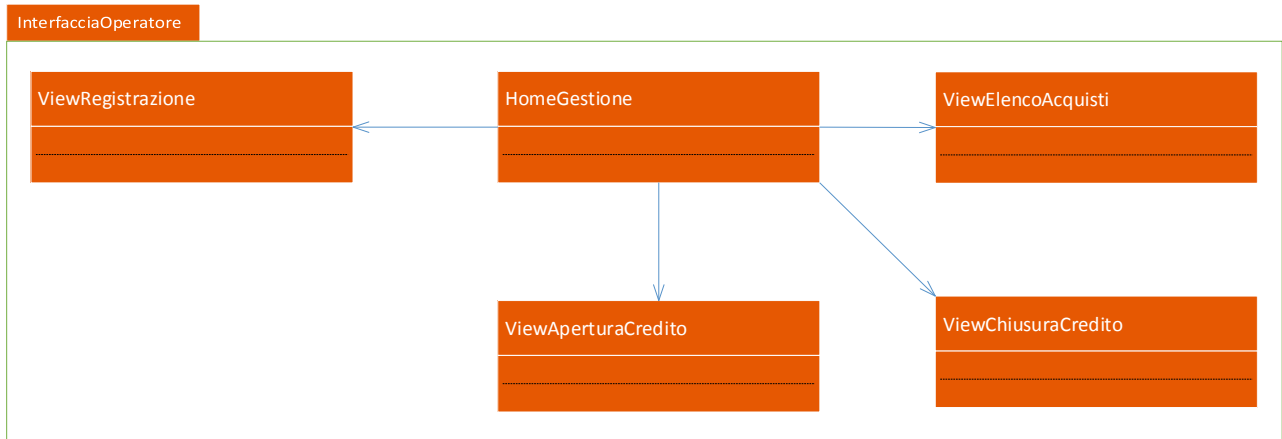 InterfacciaOperatore
ViewRegistrazione
HomeGestione
ViewElencoAcquisti
ViewAperturaCredito
ViewChiusuraCredito